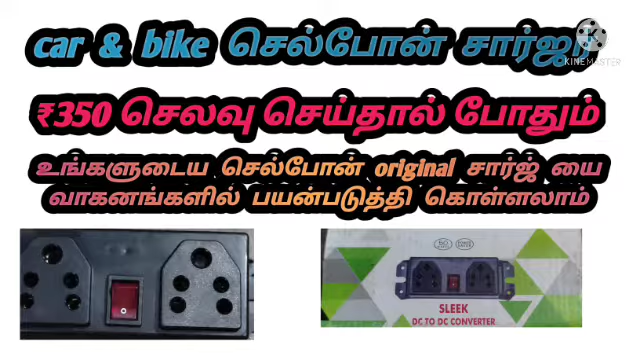 car & bike செல்போன் சார்ஜர்
KINEMASTER
₹350 செலவு செய்தால் போதும்
உங்களுடைய செல்போன் original சார்ஜ் யை
வாகனங்களில் பயன்படுத்தி கொள்ளலாம்
SLEEK
DC TO DC CONVERTER